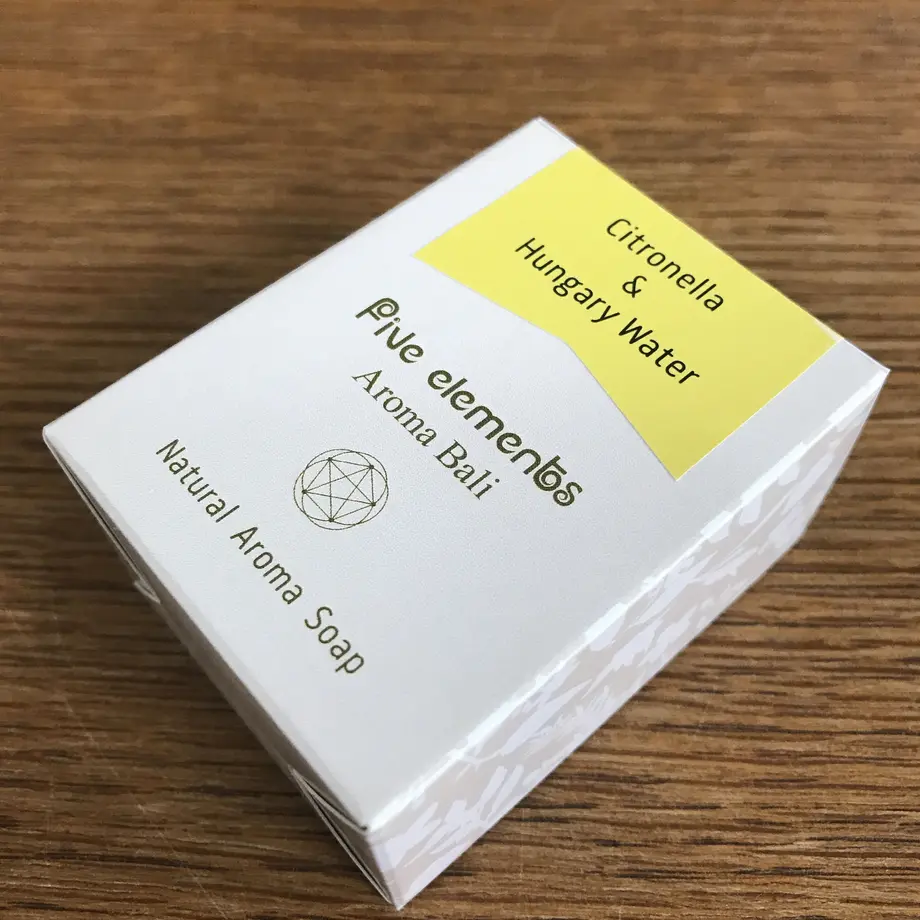 Citronella
&
Hungary Water
five elements
Aroma Bali
Natural Aroma Soap